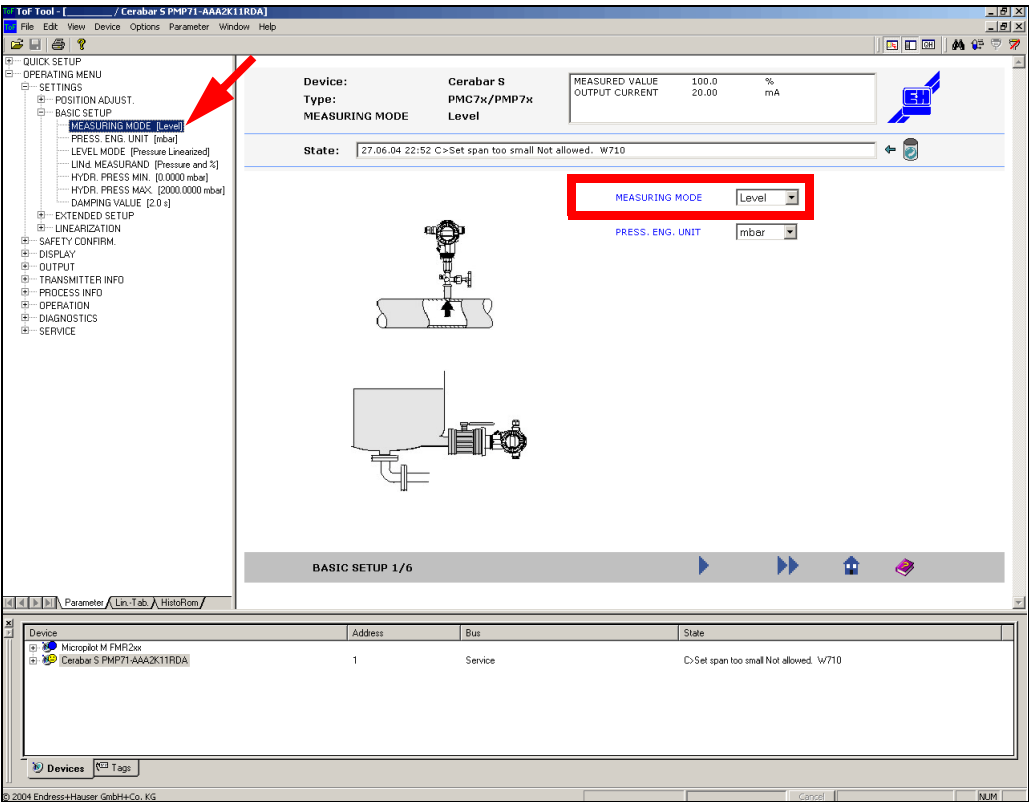 ToF Tool - [ / Cerabar S PMP71-AAA2K11RDA]
File Edit View Device Options Parameter Window Help
QUICK SETUP
OPERATING MENU
SETTINGS
POSITION ADJUST.
BASIC SETUP
MEASURING MODE [Level]
PRESS. ENG. UNIT [mbar]
LEVEL MODE [Pressure Linearized]
LINd. MEASURAND [Pressure and %]
HYDR. PRESS MIN. [0.0000 mbar]
HYDR. PRESS MAX. [2000.0000 mbar]
DAMPING VALUE [2.0 s]
EXTENDED SETUP
LINEARIZATION
SAFETY CONFIRM.
DISPLAY
OUTPUT
TRANSMITTER INFO
PROCESS INFO
OPERATION
DIAGNOSTICS
SERVICE
Parameter Lin.-Tab. HistoRom
Device: Cerabar S
Type: PMC7x/PMP7x
MEASURING MODE Level
MEASURED VALUE 100.0 %
OUTPUT CURRENT 20.00 mA
EH
State: 27.06.04 22:52 C>Set span too small Not allowed. W710
MEASURING MODE Level
PRESS. ENG. UNIT mbar
BASIC SETUP 1/6
Device Address Bus State
Micropilot M FMR2xx
Cerabar S PMP71-AAA2K11RDA 1 Service C>Set span too small Not allowed. W710
Devices Tags
© 2004 Endress+Hauser GmbH+Co. KG Cancel NUM